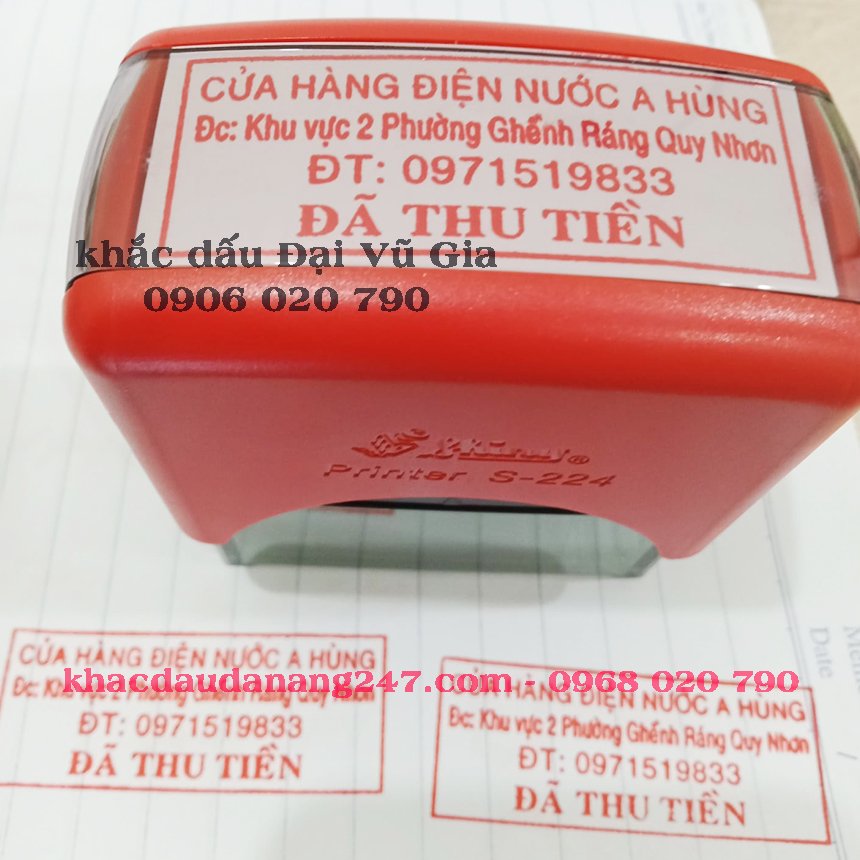 CỬA HÀNG ĐIỆN NƯỚC A HÙNG
Đc: Khu vực 2 Phường Ghềnh Ráng Quy Nhơn
ĐT: 0971519833
ĐÃ THU TIỀN
khắc dấu Đại Vũ Gia
0906 020 790
Printer S-224
Date
CỬA HÀNG ĐIỆN NƯỚC A HÙNG
khacdaudanang247.com - 0968 020 790
Đc: Khu vực 2 Phường Ghềnh Ráng Quy Nhơn
ĐT: 0971519833
ĐÃ THU TIỀN
CỬA HÀNG ĐIỆN NƯỚC A HÙNG
Đc: Khu vực 2 Phường Ghềnh Ráng Quy Nhơn
ĐT: 0971519833
ĐÃ THU TIỀN